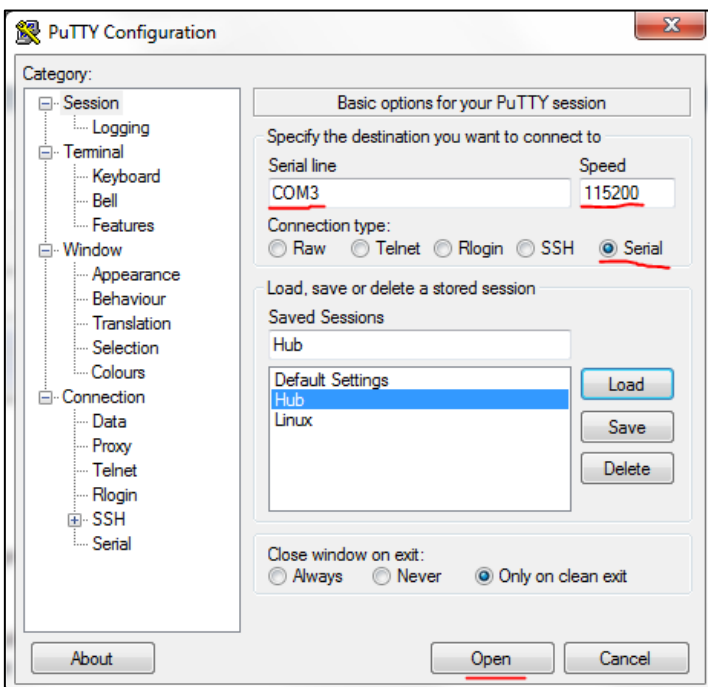 PuTTY Configuration
Category:
Session
Logging
Terminal
Keyboard
Bell
Features
Window
Appearance
Behaviour
Translation
Selection
Colours
Connection
Data
Proxy
Telnet
Rlogin
SSH
Serial
Basic options for your PuTTY session
Specify the destination you want to connect to
Serial line Speed
COM3 115200
Connection type:
Raw Telnet Rlogin SSH Serial
Load, save or delete a stored session
Saved Sessions
Hub
Default Settings
Hub
Linux
Load
Save
Delete
Close window on exit:
Always Never Only on clean exit
About Open Cancel